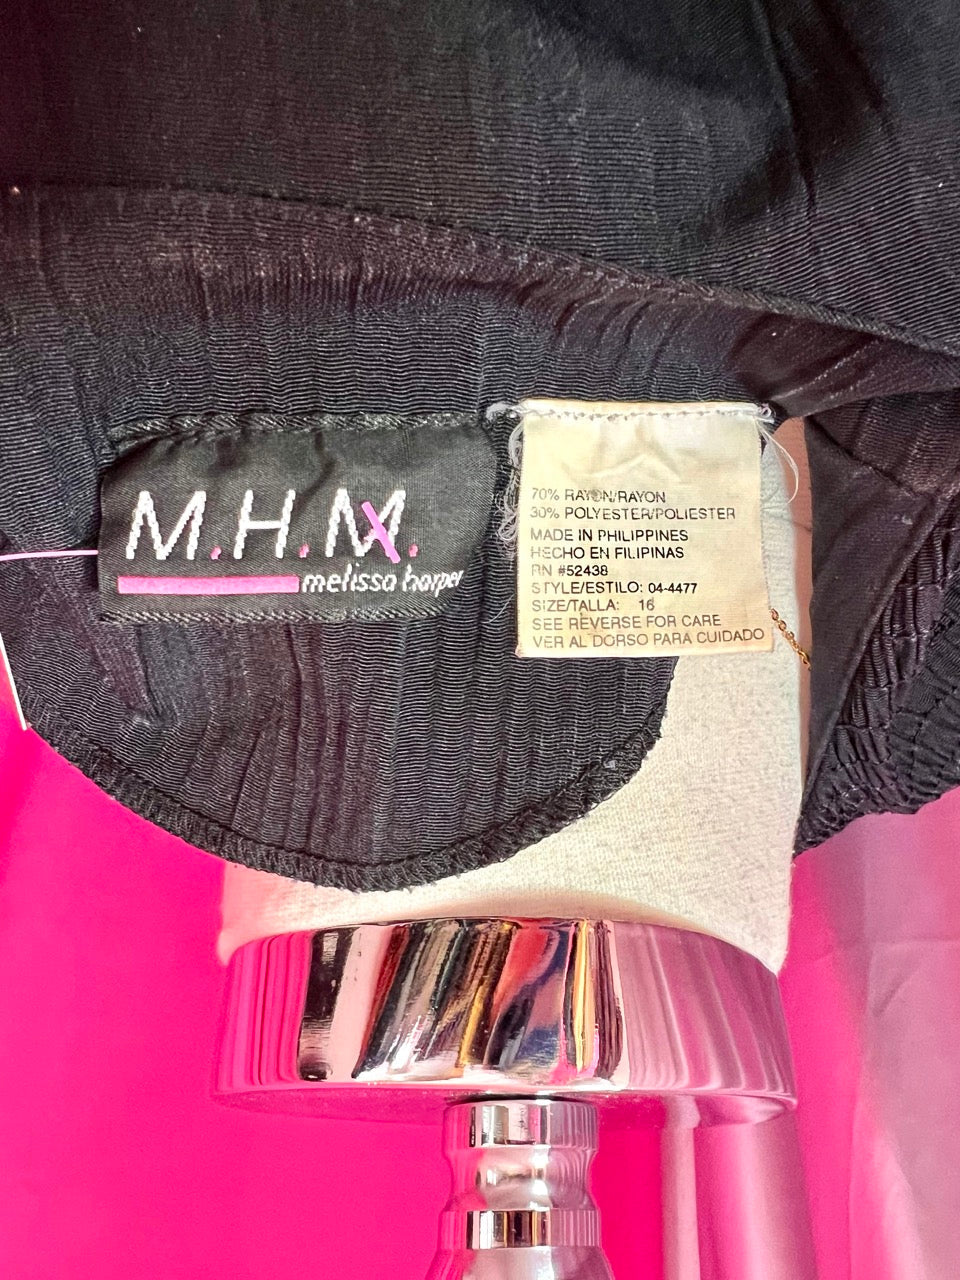 M.H.M.
melissa harper
70% RAYON/RAYON
30% POLYESTER/POLIESTER
MADE IN PHILIPPINES
HECHO EN FILIPINAS
RN #52438
STYLE/ESTILO: 04-4477
SIZE/TALLA: 16
SEE REVERSE FOR CARE
VER AL DORSO PARA CUIDADO